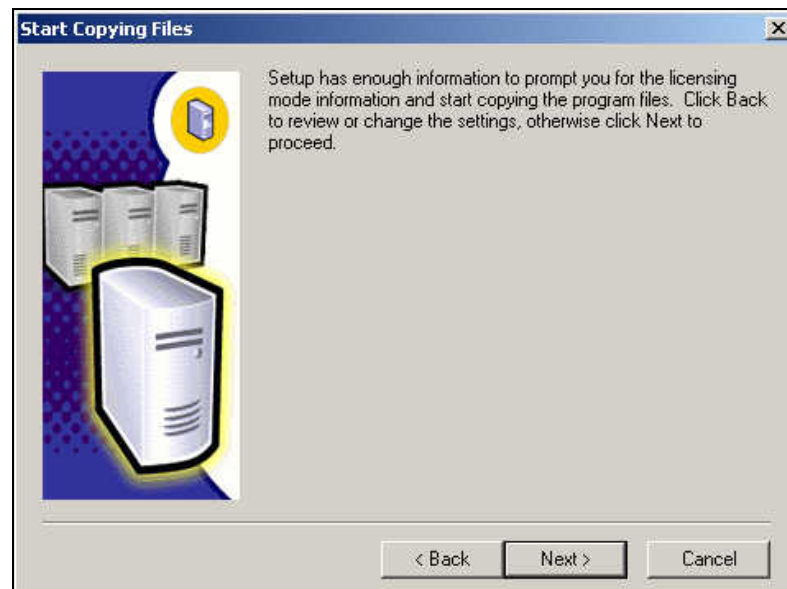 Start Copying Files
Setup has enough information to prompt you for the licensing
mode information and start copying the program files.  Click Back
to review or change the settings, otherwise click Next to
proceed.
< Back
Next >
Cancel